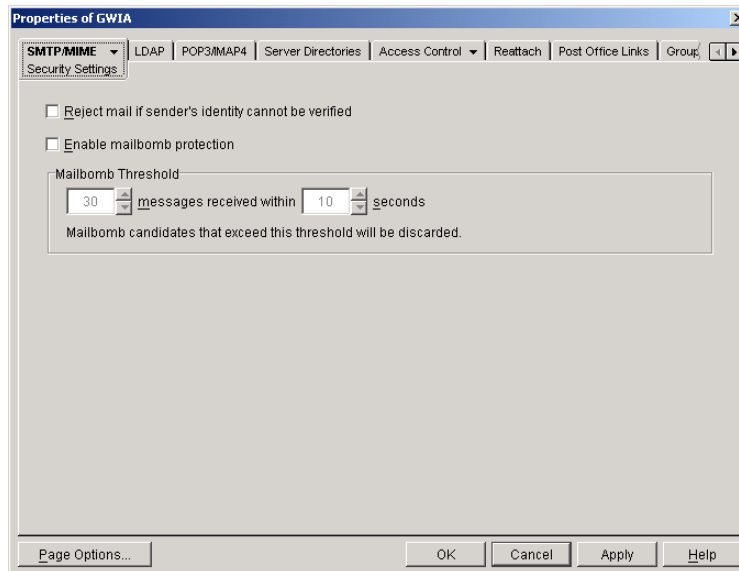 Properties of GWIA
SMTP/MIME LDAP POP3/IMAP4 Server Directories Access Control Reattach Post Office Links Group
Security Settings
Reject mail if sender's identity cannot be verified
Enable mailbomb protection
Mailbomb Threshold
30 messages received within 10 seconds
Mailbomb candidates that exceed this threshold will be discarded.
Page Options... OK Cancel Apply Help